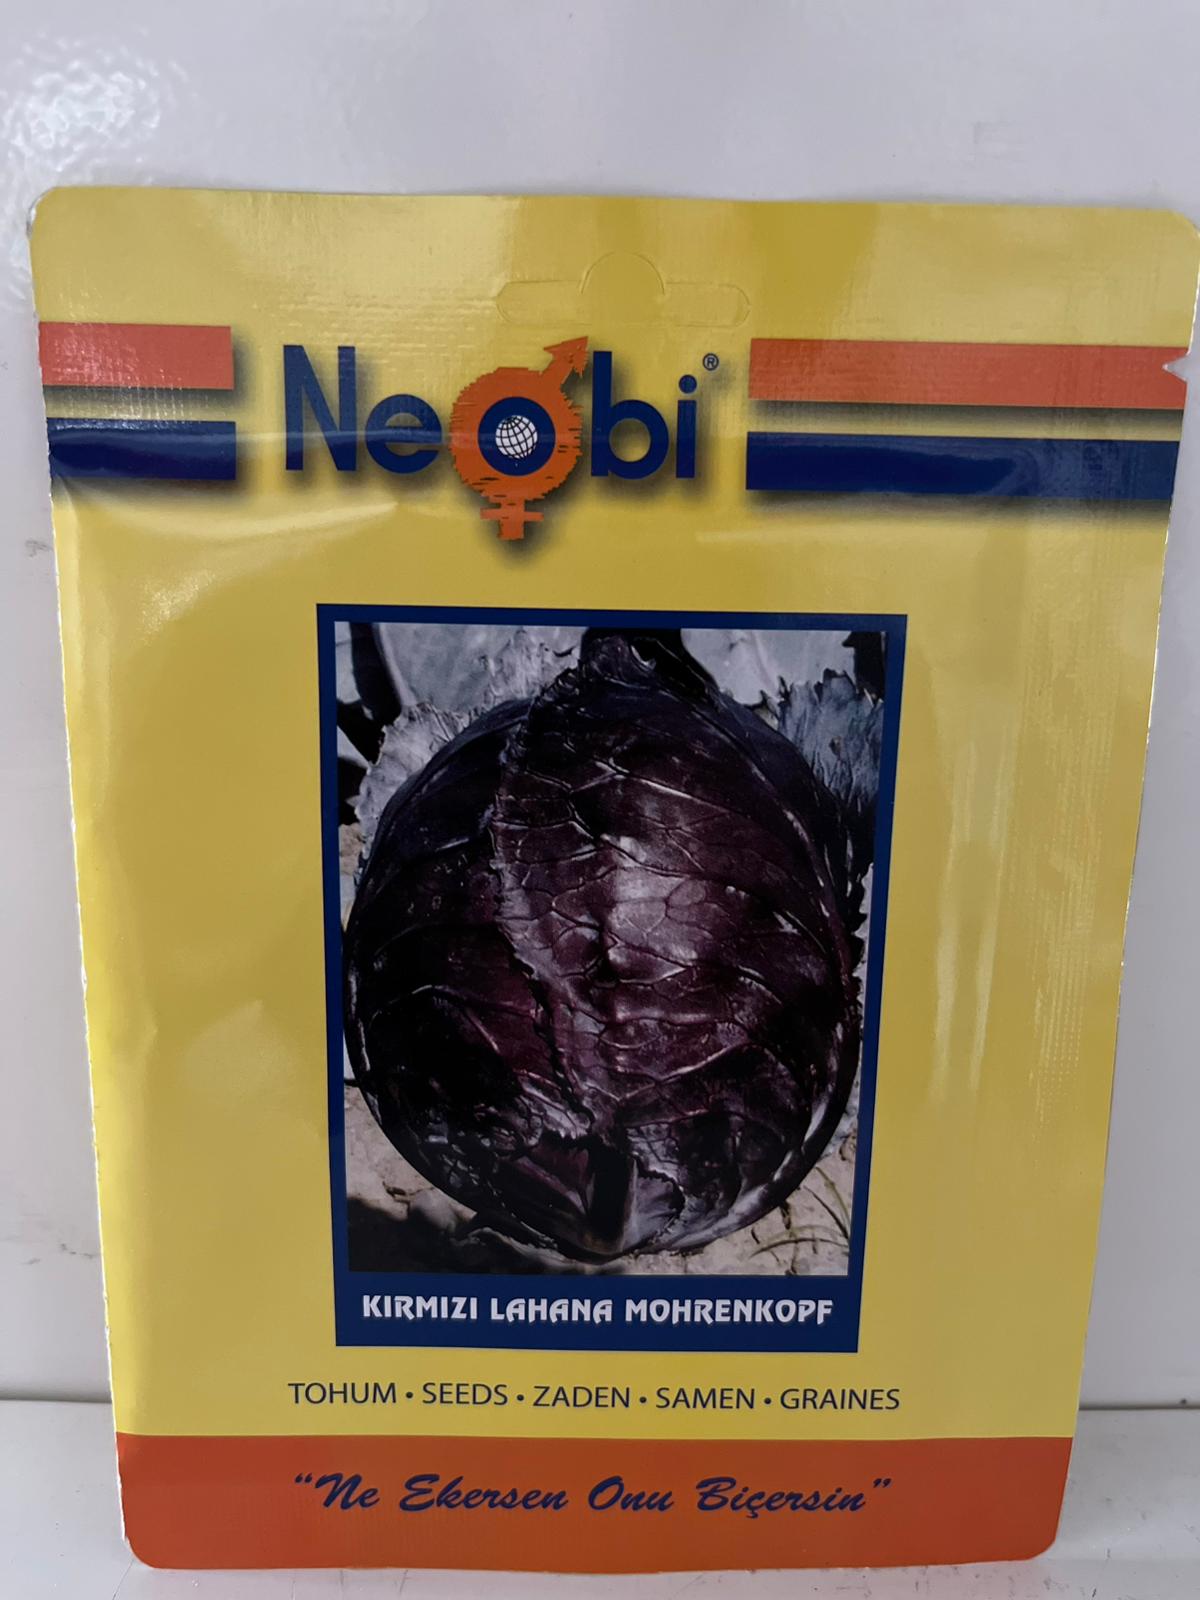 Neobi®
KIRMIZI LAHANA MOHRENKOPF
TOHUM • SEEDS • ZADEN • SAMEN • GRAINES
"Ne Ekersen Onu Biçersin"